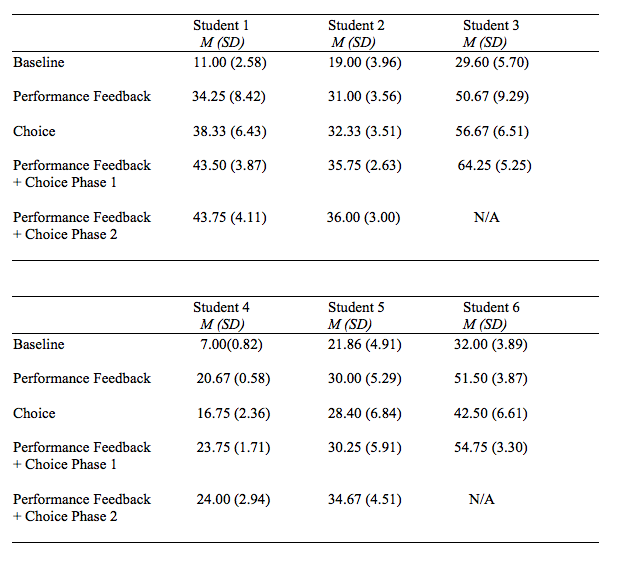 Student 1 Student 2 Student 3
M (SD) M (SD) M (SD)
Baseline 11.00 (2.58) 19.00 (3.96) 29.60 (5.70)
Performance Feedback 34.25 (8.42) 31.00 (3.56) 50.67 (9.29)
Choice 38.33 (6.43) 32.33 (3.51) 56.67 (6.51)
Performance Feedback 43.50 (3.87) 35.75 (2.63) 64.25 (5.25)
+ Choice Phase 1
Performance Feedback 43.75 (4.11) 36.00 (3.00) N/A
+ Choice Phase 2
Student 4 Student 5 Student 6
M (SD) M (SD) M (SD)
Baseline 7.00(0.82) 21.86 (4.91) 32.00 (3.89)
Performance Feedback 20.67 (0.58) 30.00 (5.29) 51.50 (3.87)
Choice 16.75 (2.36) 28.40 (6.84) 42.50 (6.61)
Performance Feedback 23.75 (1.71) 30.25 (5.91) 54.75 (3.30)
+ Choice Phase 1
Performance Feedback 24.00 (2.94) 34.67 (4.51) N/A
+ Choice Phase 2